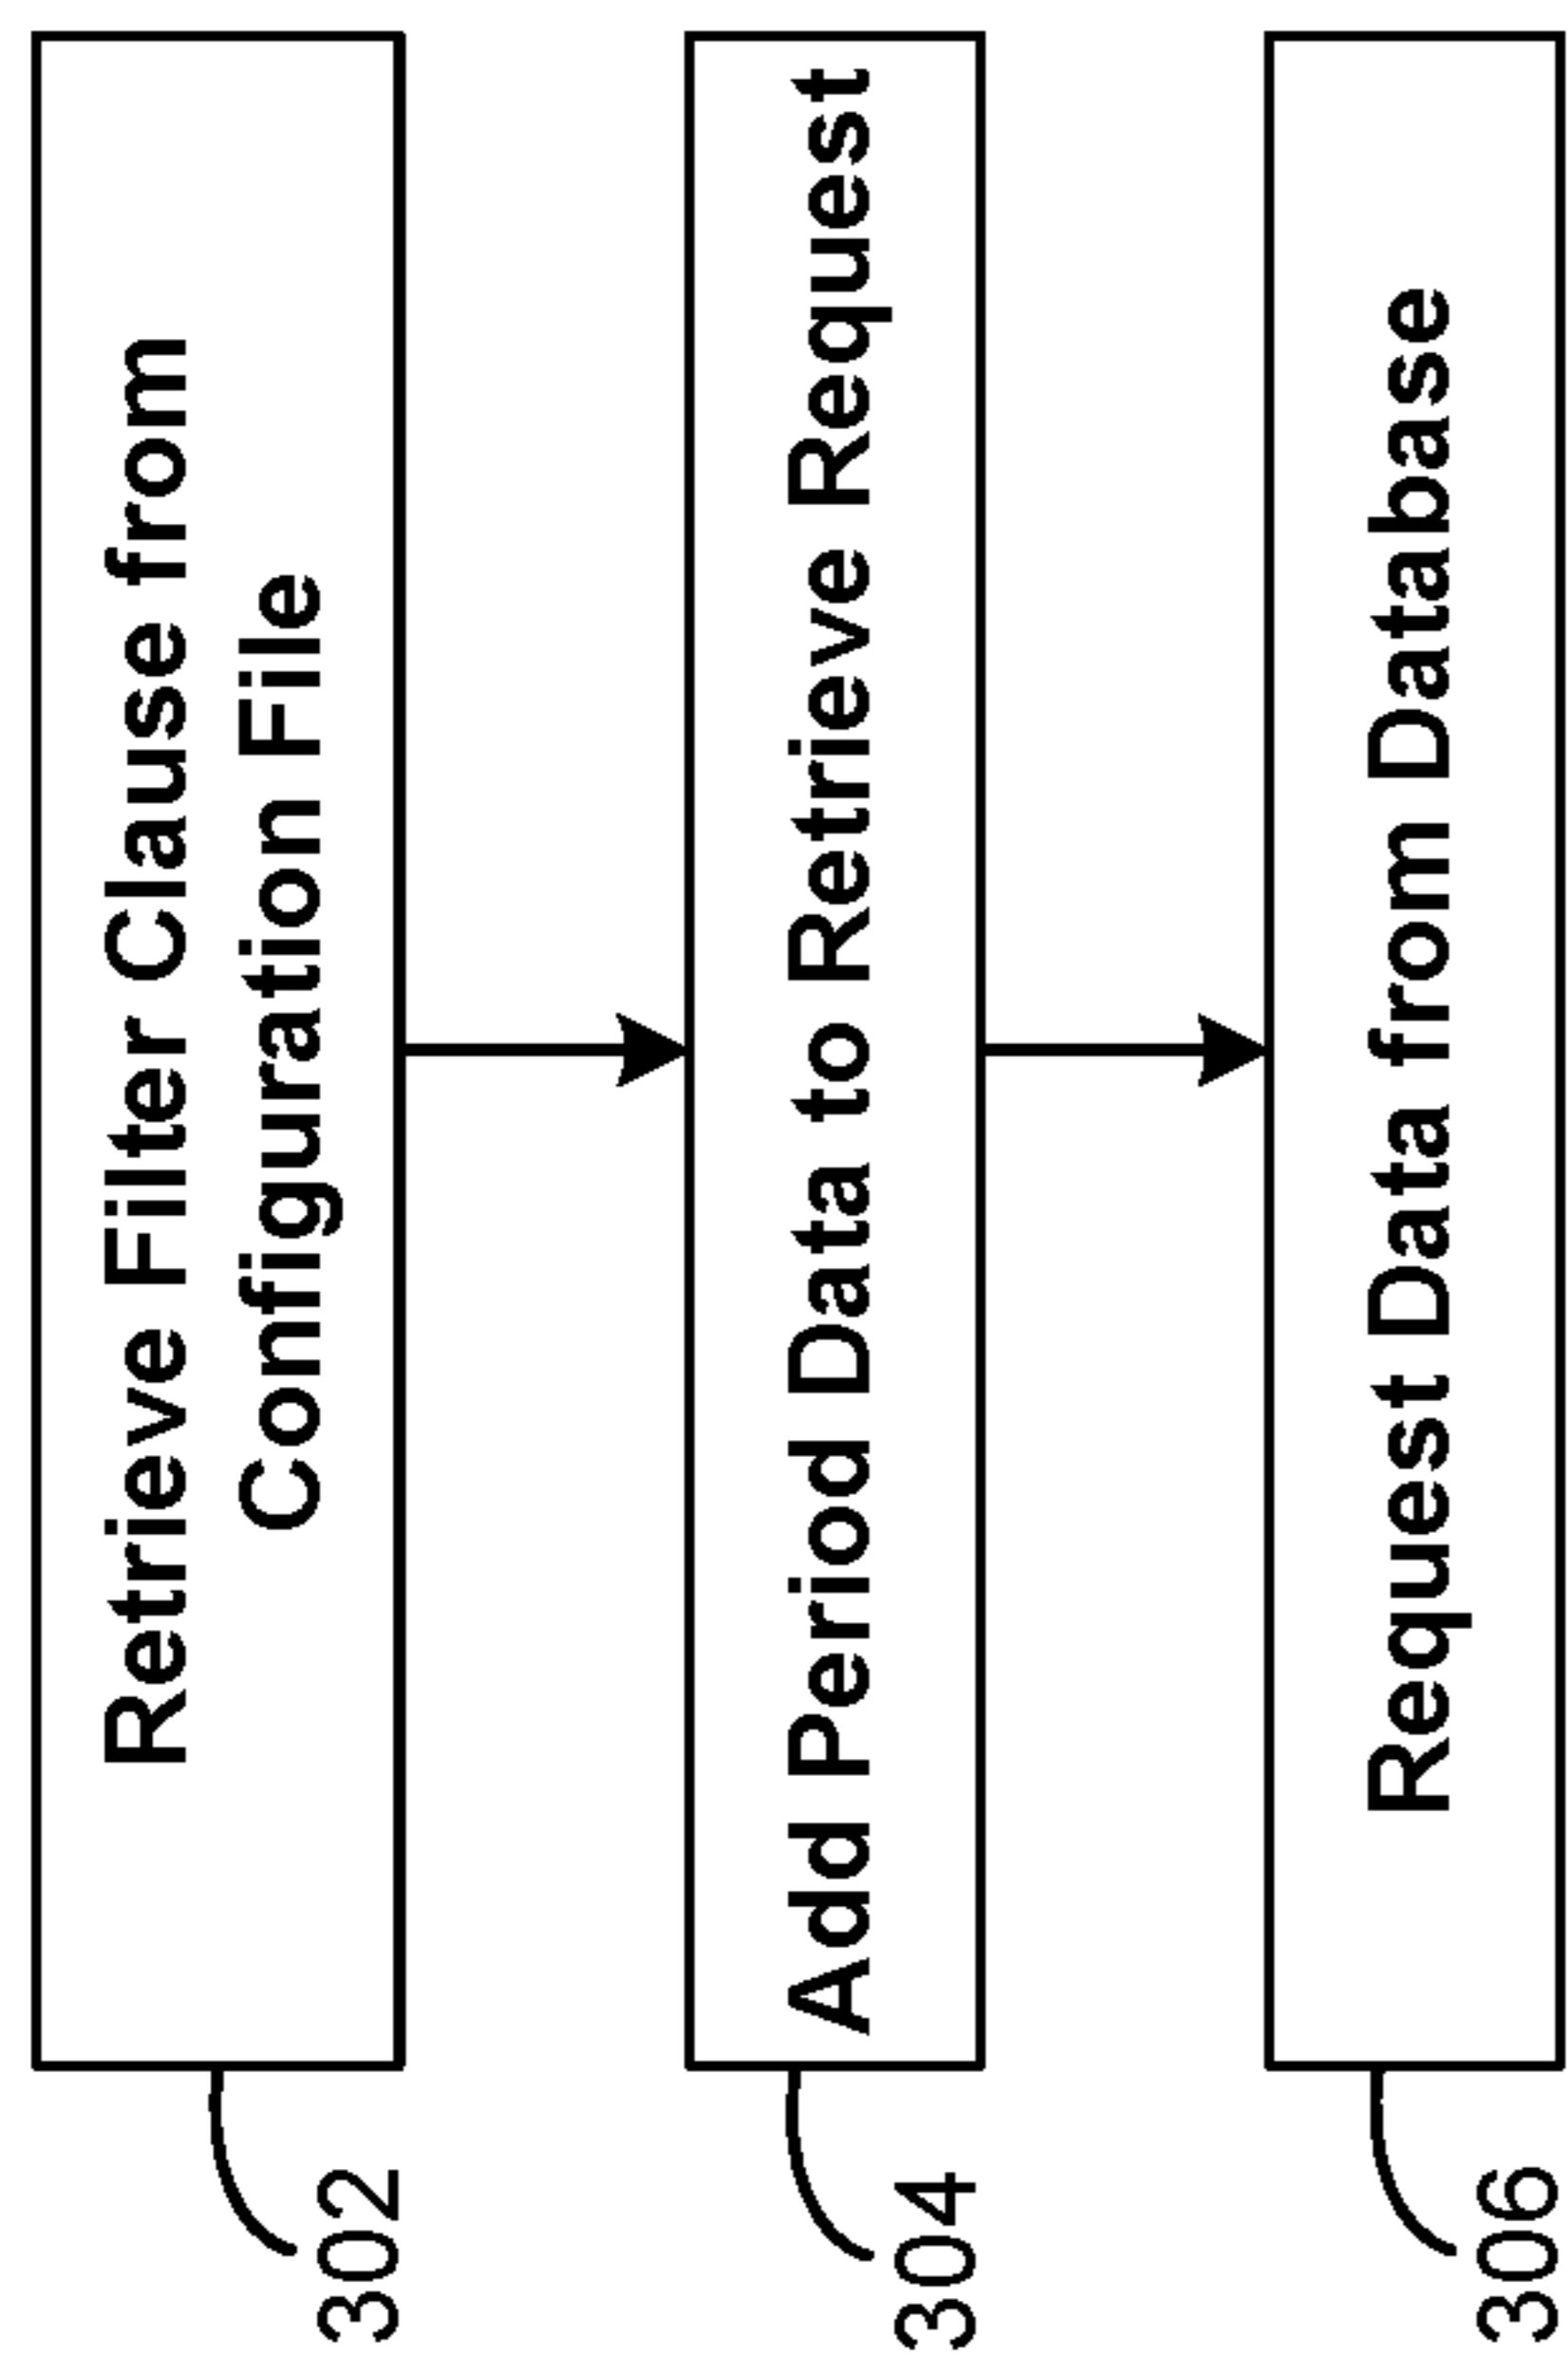 Retrieve Filter Clause from
Configuration File
302
Add Period Data to Retrieve Request
304
Request Data from Database
306